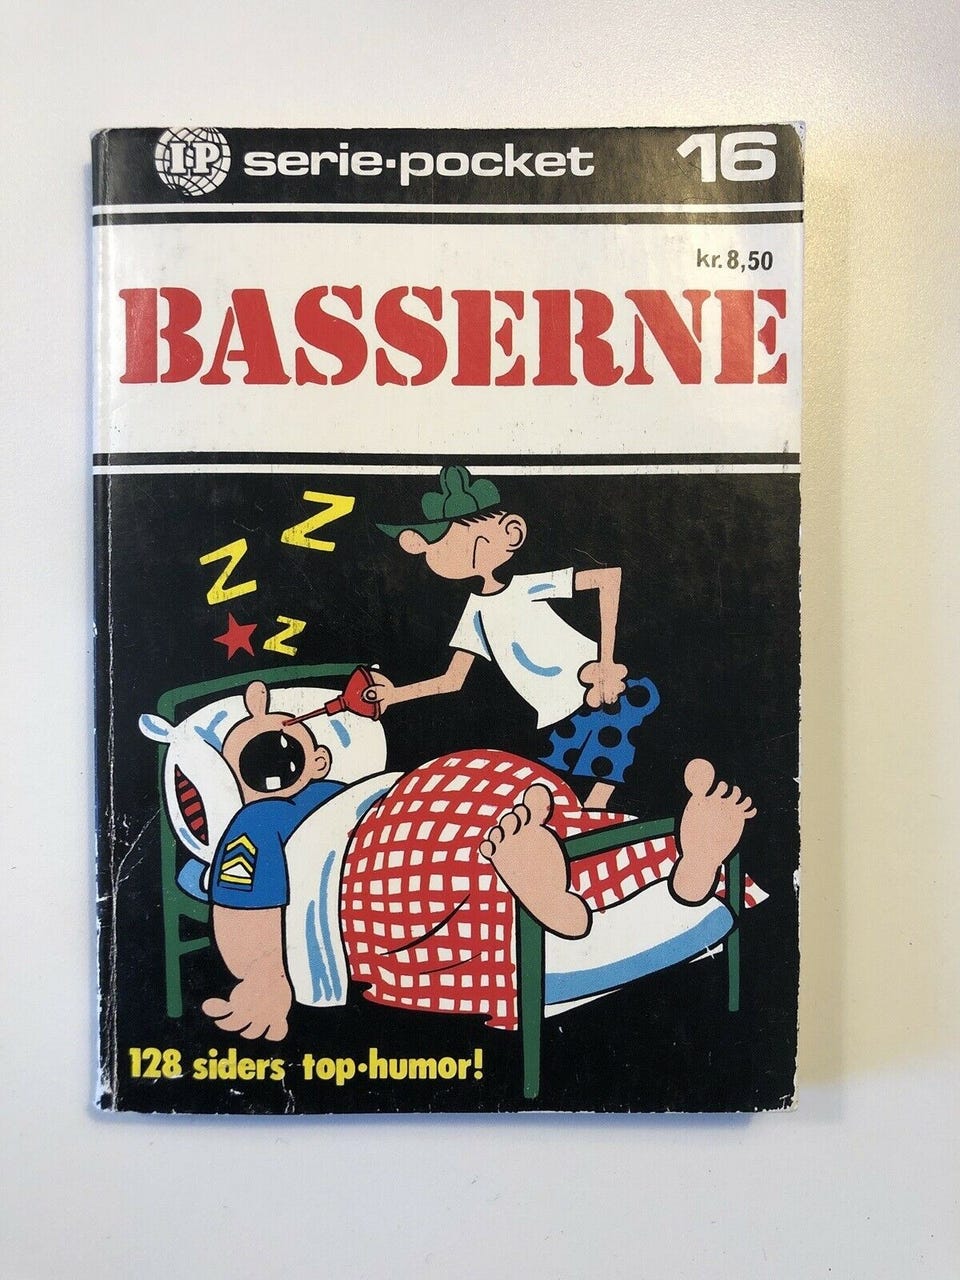 IP serie·pocket 16
kr. 8,50
BASSERNE
Z
Z
Z
128 siders top·humor!